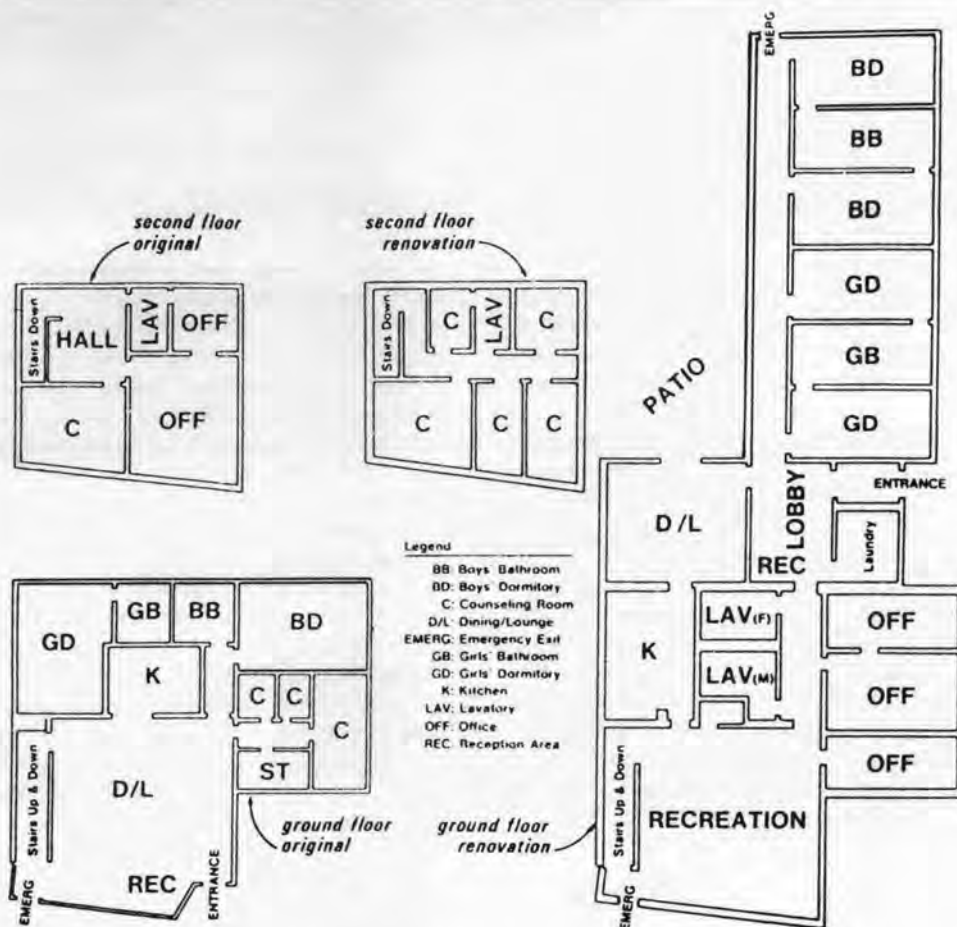 second floor
original
Stairs Down
HALL
LAV
OFF
C
OFF
second floor
renovation
Stairs Down
C
LAV
C
C
C
C
GD
GB
BB
BD
K
C
C
C
ST
D/L
Stairs Up & Down
REC
EMERG
ENTRANCE
ground floor
original
Legend
BB: Boys' Bathroom
BD: Boys' Dormitory
C: Counseling Room
D/L: Dining/Lounge
EMERG: Emergency Exit
GB: Girls' Bathroom
GD: Girls' Dormitory
K: Kitchen
LAV: Lavatory
OFF: Office
REC: Reception Area
EMERG
BD
BB
BD
GD
GB
GD
PATIO
LOBBY
ENTRANCE
D/L
REC
Laundry
K
LAV(F)
LAV(M)
OFF
OFF
OFF
RECREATION
Stairs Up & Down
EMERG
ground floor
renovation